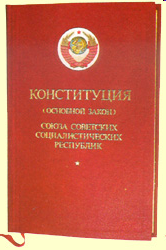 КОНСТИТУЦИЯ
(ОСНОВНОЙ ЗАКОН)
СОЮЗА СОВЕТСКИХ
СОЦИАЛИСТИЧЕСКИХ
РЕСПУБЛИК